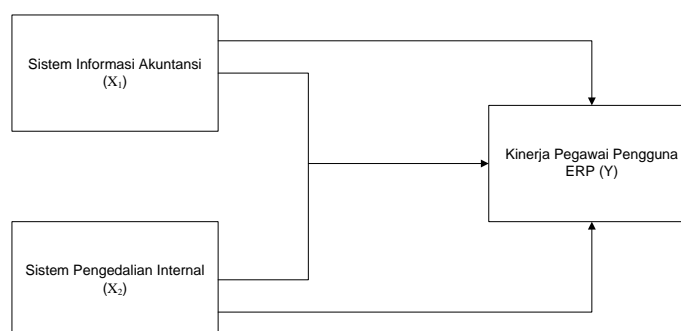 Sistem Informasi Akuntansi
(X₁)
Kinerja Pegawai Pengguna
ERP (Y)
Sistem Pengedalian Internal
(X₂)